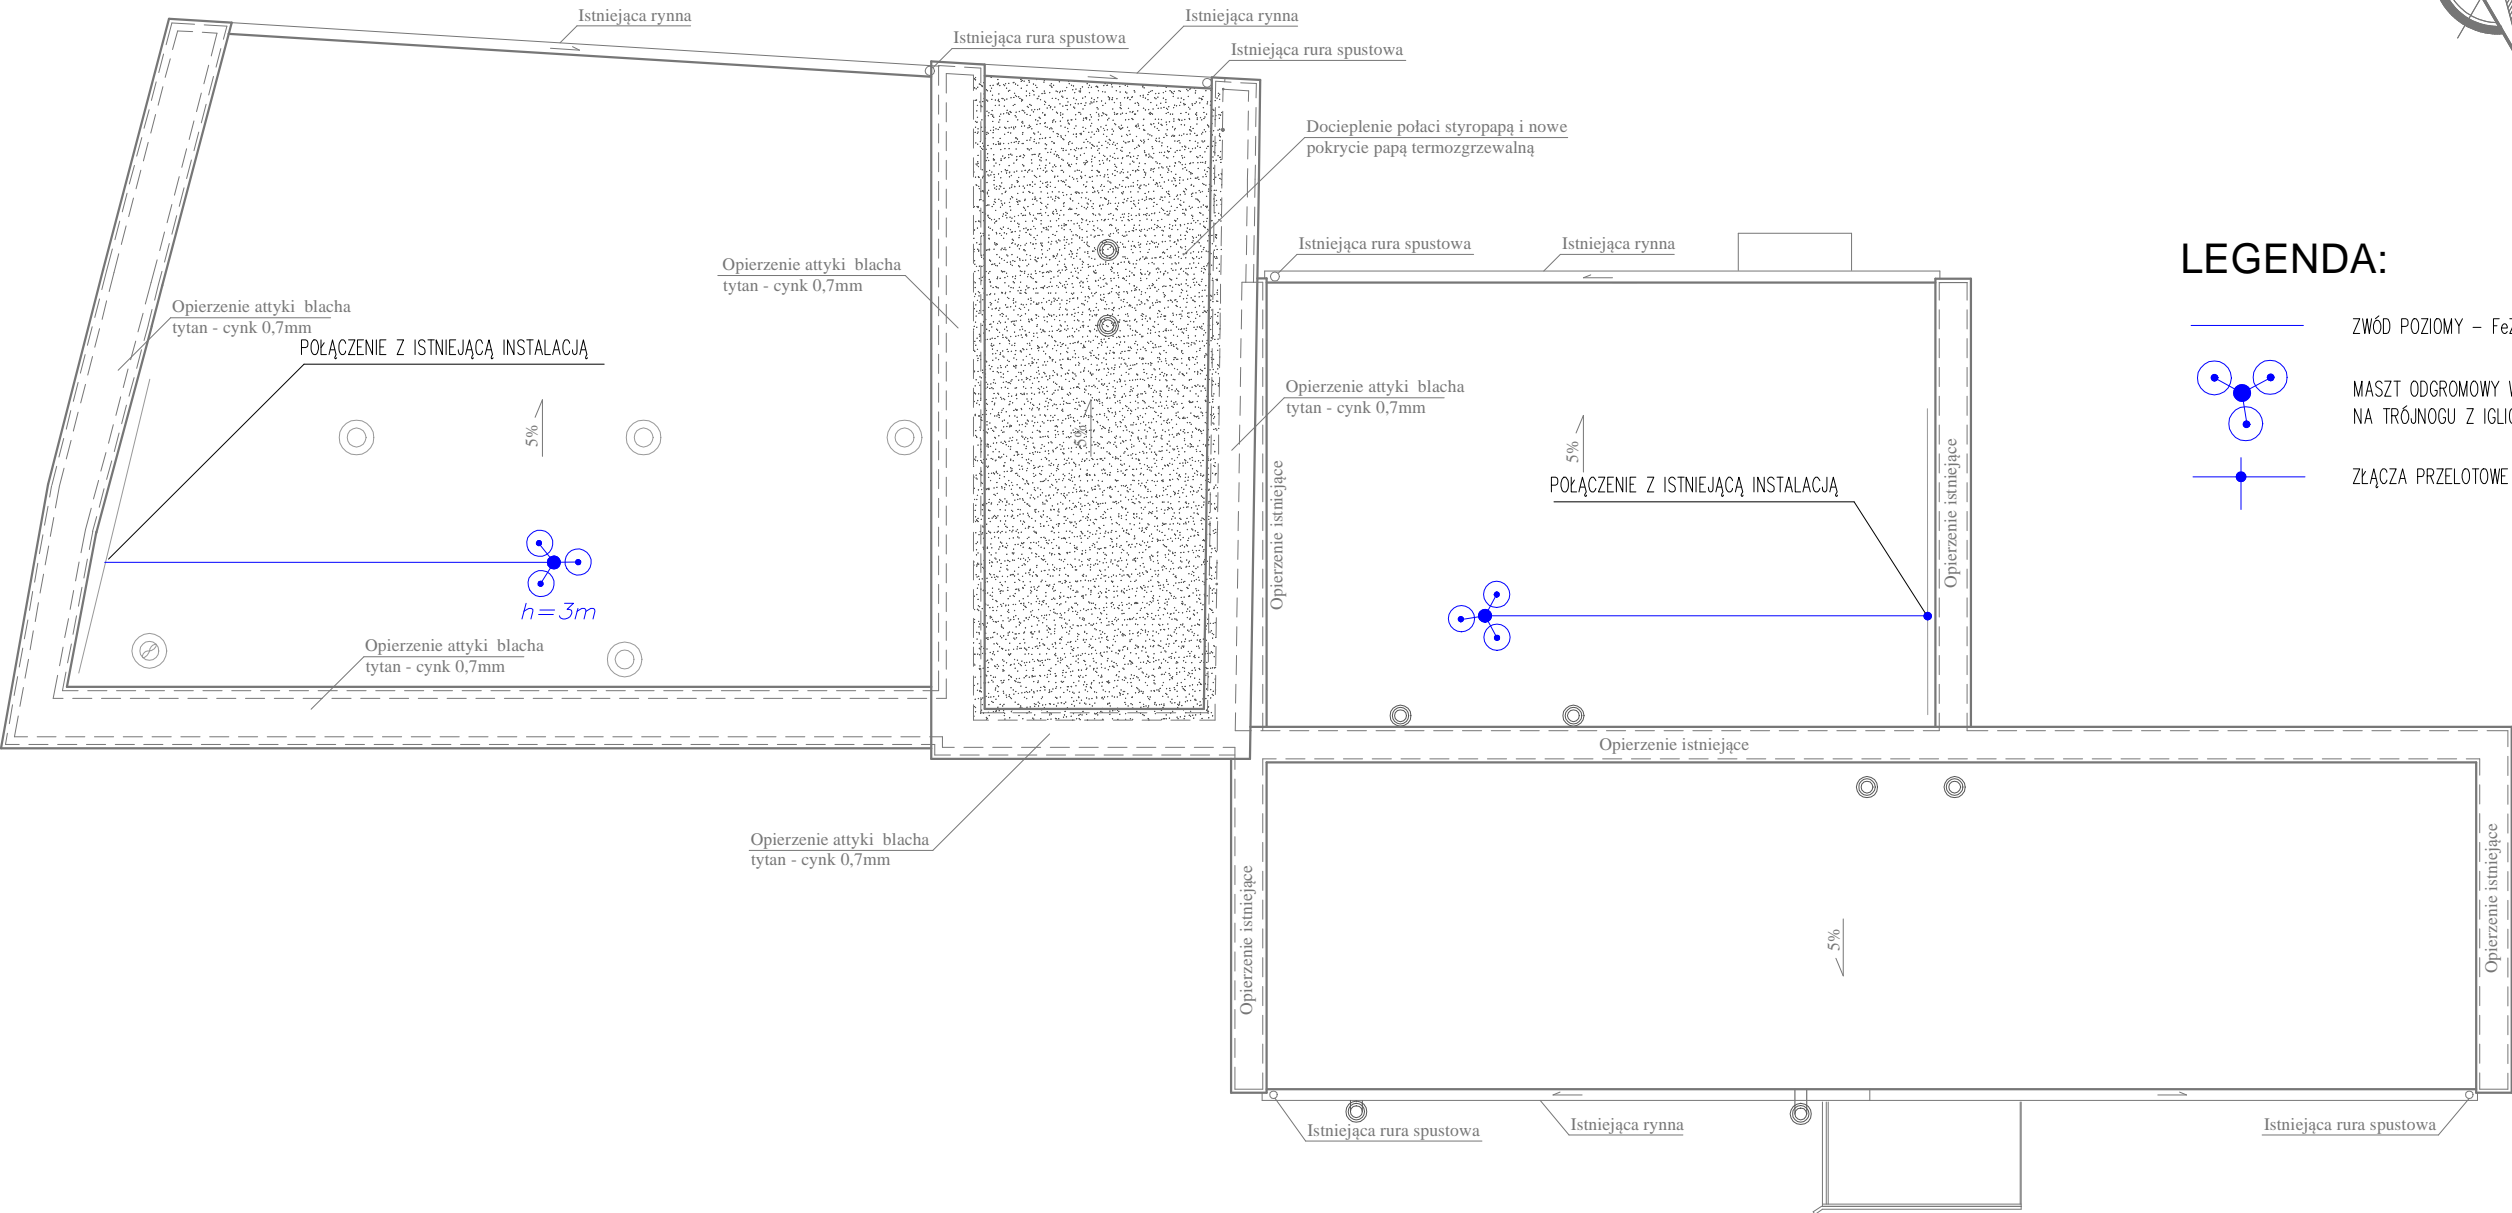 Istniejąca rynna
Istniejąca rura spustowa
Istniejąca rynna
Istniejąca rura spustowa
Docieplenie połaci styropapą i nowe
pokrycie papą termozgrzewalną
Istniejąca rura spustowa
Istniejąca rynna
Opierzenie attyki blacha
tytan - cynk 0,7mm
Opierzenie attyki blacha
tytan - cynk 0,7mm
POŁĄCZENIE Z ISTNIEJĄCĄ INSTALACJĄ
Opierzenie attyki blacha
tytan - cynk 0,7mm
5%
5%
5%
POŁĄCZENIE Z ISTNIEJĄCĄ INSTALACJĄ
Opierzenie istniejące
Opierzenie istniejące
h=3m
Opierzenie attyki blacha
tytan - cynk 0,7mm
Opierzenie istniejące
Opierzenie attyki blacha
tytan - cynk 0,7mm
Opierzenie istniejące
5%
Opierzenie istniejące
Istniejąca rura spustowa
Istniejąca rynna
Istniejąca rura spustowa
LEGENDA:
ZWÓD POZIOMY – FeZ
MASZT ODGROMOWY
NA TRÓJNOGU Z IGLIC
ZŁĄCZA PRZELOTOWE